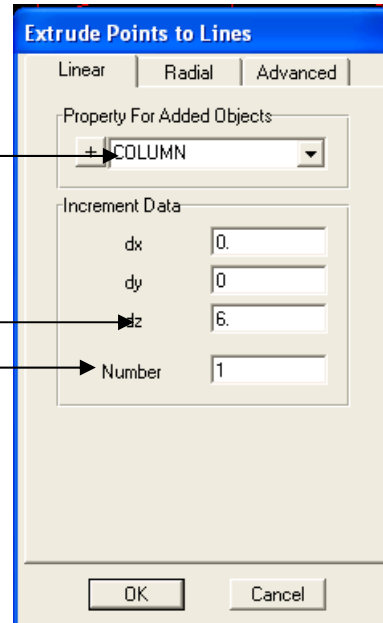 Extrude Points to Lines
Linear Radial Advanced
Property For Added Objects
+ COLUMN
Increment Data
dx 0.
dy 0
dz 6.
Number 1
OK Cancel